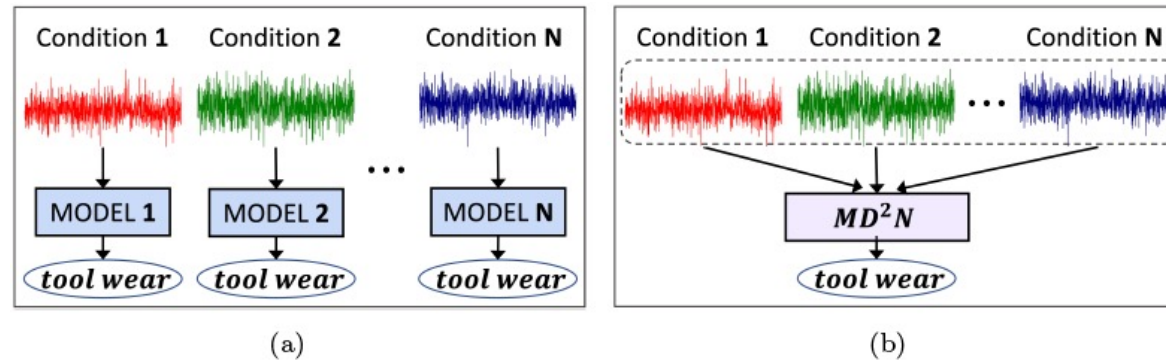 Condition 1 Condition 2 Condition N
...
MODEL 1 MODEL 2 MODEL N
tool wear tool wear tool wear
(a)
Condition 1 Condition 2 Condition N
...
MD²N
tool wear
(b)